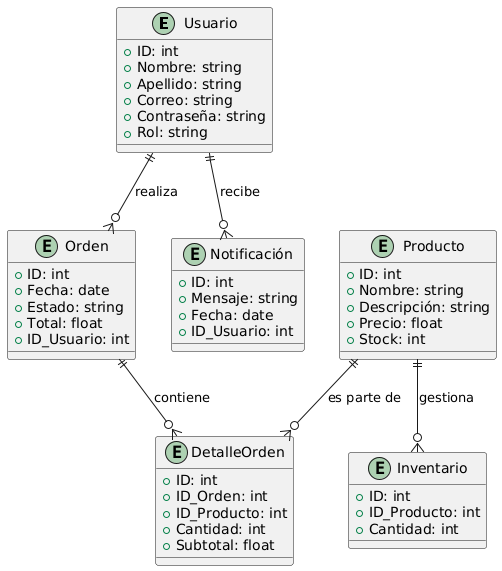 E Usuario
ID: int
Nombre: string
Apellido: string
Correo: string
Contraseña: string
Rol: string
realiza
recibe
E Orden
ID: int
Fecha: date
Estado: string
Total: float
ID_Usuario: int
E Notificación
ID: int
Mensaje: string
Fecha: date
ID_Usuario: int
E Producto
ID: int
Nombre: string
Descripción: string
Precio: float
Stock: int
contiene
es parte de
gestiona
E DetalleOrden
ID: int
ID_Orden: int
ID_Producto: int
Cantidad: int
Subtotal: float
E Inventario
ID: int
ID_Producto: int
Cantidad: int